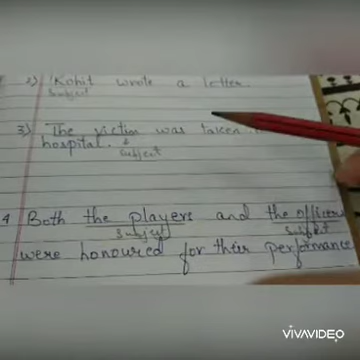 2) Rohit wrote a letter.
subject
3) The victim was taken
hospital. subject
4 Both the players and the officers
subject subject
were honoured for their performance
VIVAVIDEO